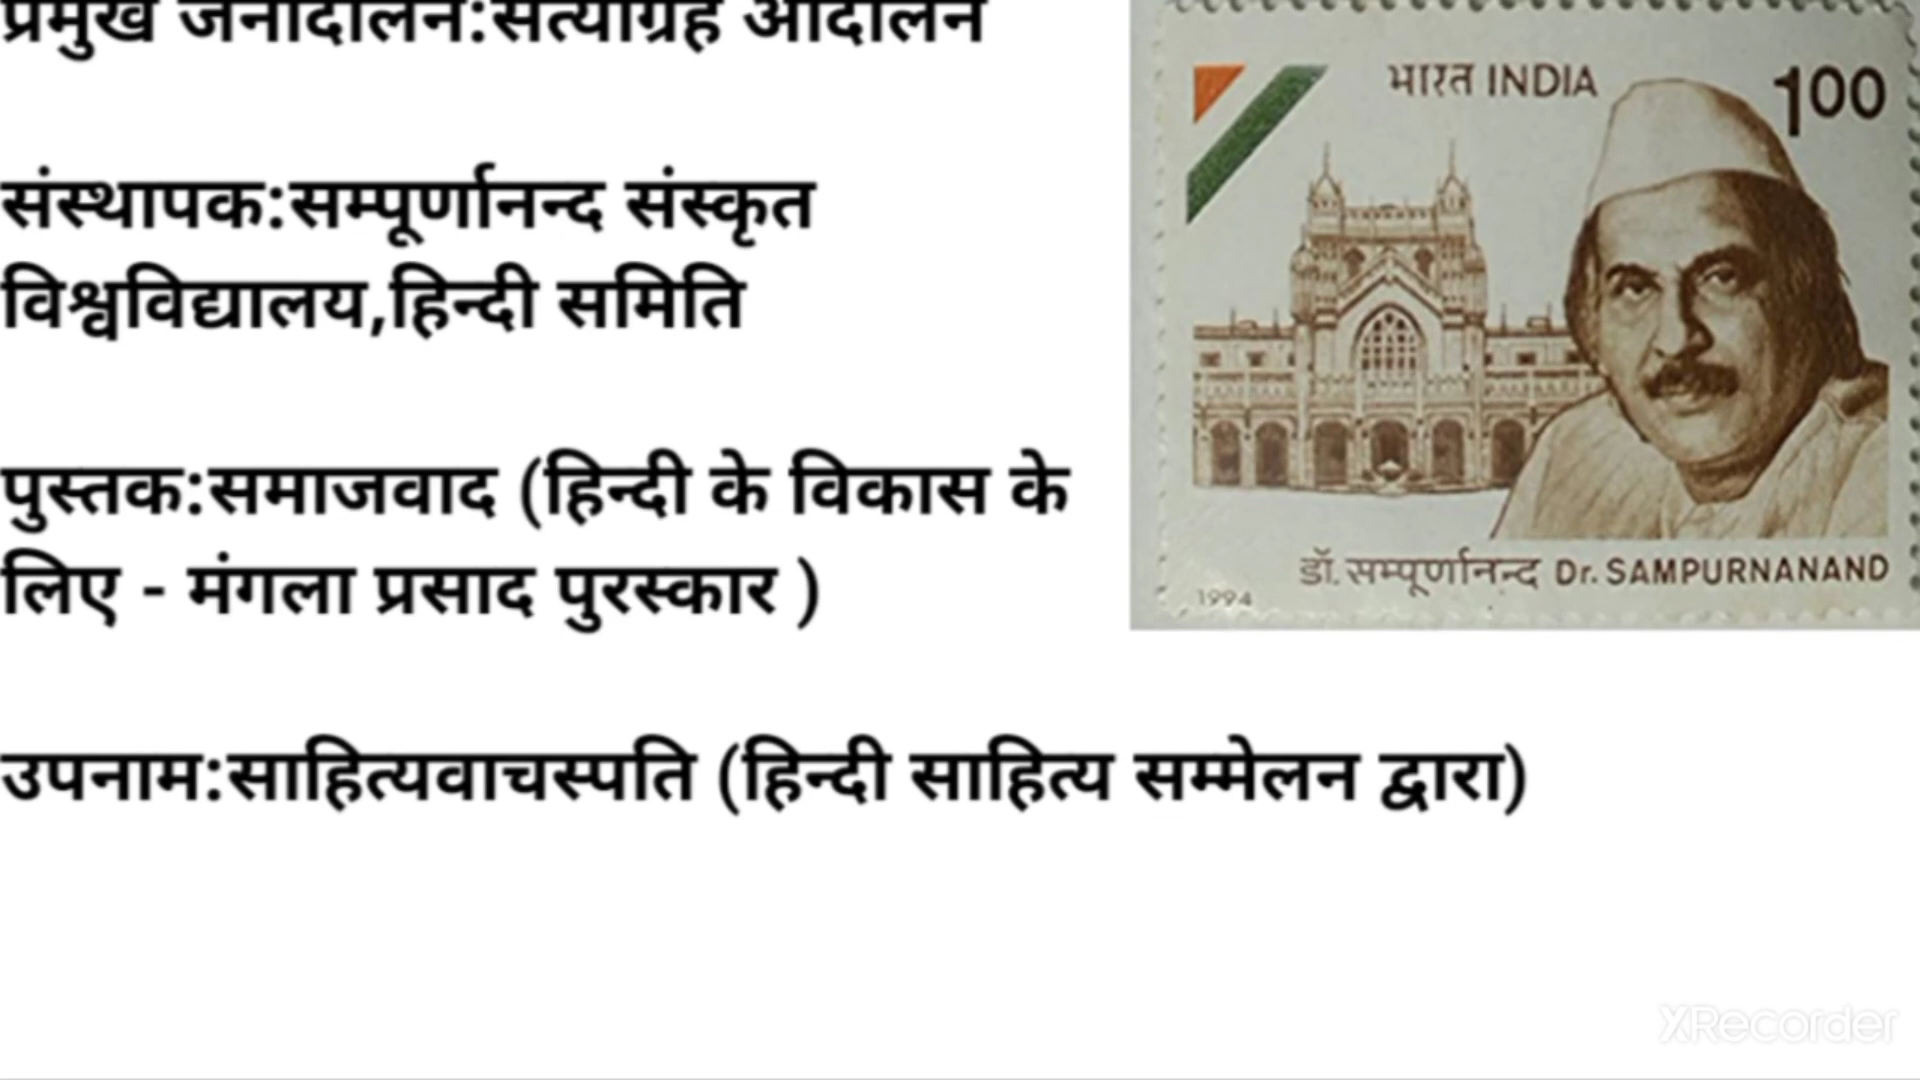 प्रमुख जनांदोलन:सत्याग्रह आंदोलन
संस्थापक:सम्पूर्णानन्द संस्कृत
विश्वविद्यालय,हिन्दी समिति
पुस्तक:समाजवाद (हिन्दी के विकास के
लिए - मंगला प्रसाद पुरस्कार )
उपनाम:साहित्यवाचस्पति (हिन्दी साहित्य सम्मेलन द्वारा)
भारत INDIA
100
डॉ. सम्पूर्णानन्द Dr. SAMPURNANAND
1994
XRecorder